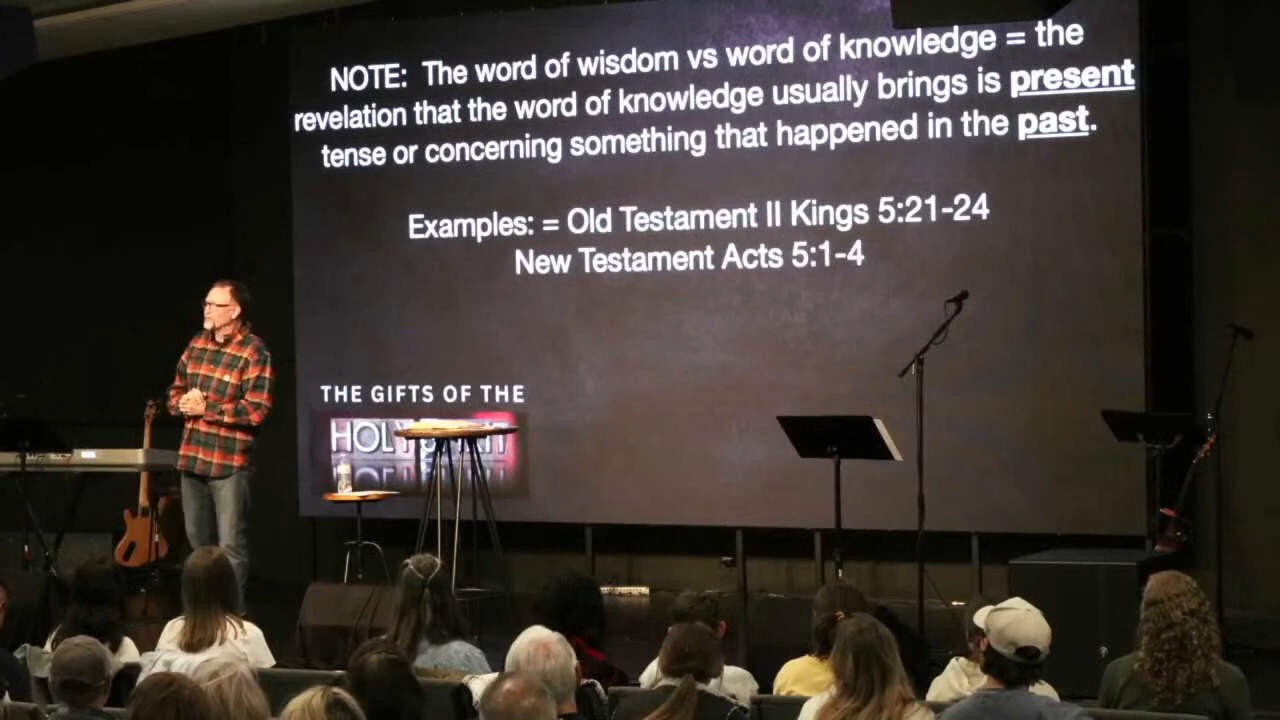 NOTE:  The word of wisdom vs word of knowledge = the
revelation that the word of knowledge usually brings is present
tense or concerning something that happened in the past.
Examples: = Old Testament II Kings 5:21-24
New Testament Acts 5:1-4
THE GIFTS OF THE
HOLY